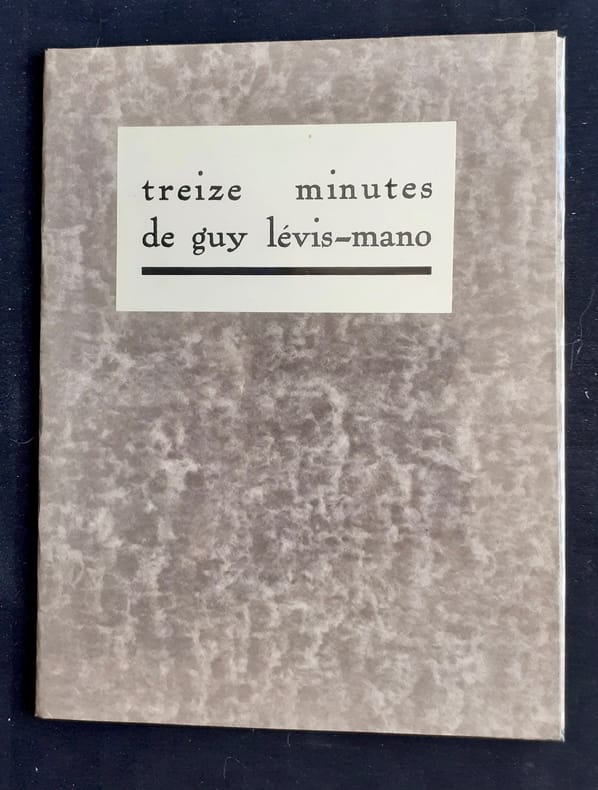 treize minutes
de guy lévis-mano